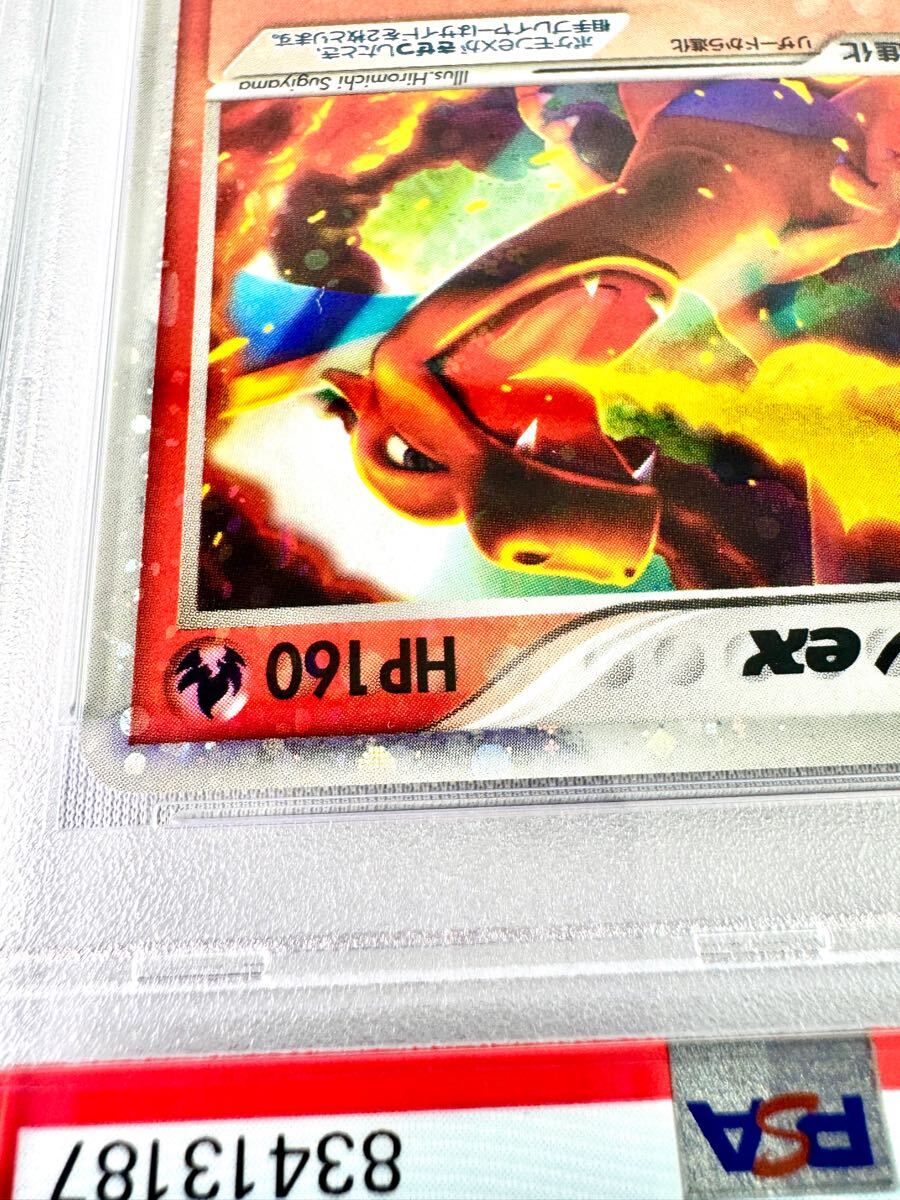 PSA
83413187
ex
HP160
Illus. Hiromichi Sugiyama
進化
リザードから進化
ポケモンexがきぜつしたとき、
相手プレイヤーはサイドを2枚とります。